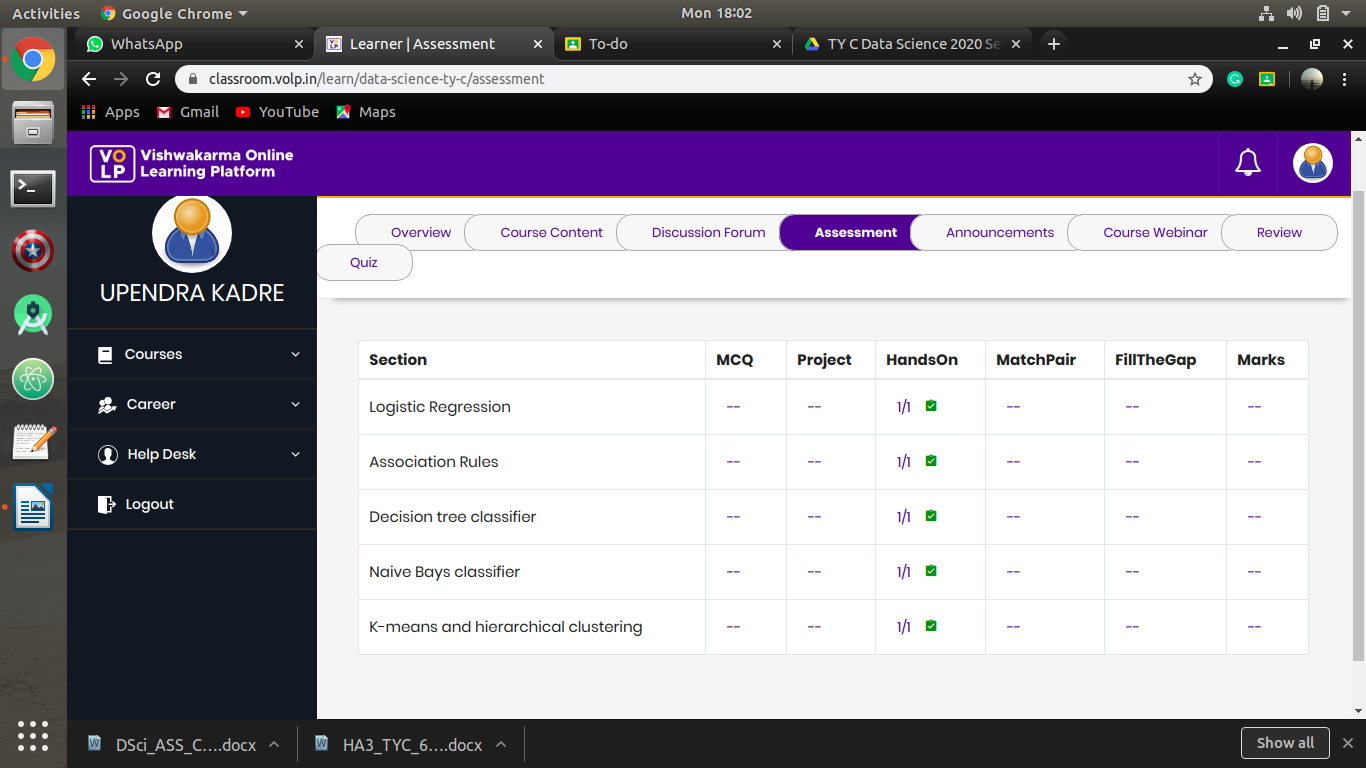 Activities Google Chrome Mon 18:02
WhatsApp Learner | Assessment To-do TY C Data Science 2020 Se
classroom.volp.in/learn/data-science-ty-c/assessment
Apps Gmail YouTube Maps
VOLP Vishwakarma Online
Learning Platform
UPENDRA KADRE
Courses
Career
Help Desk
Logout
Overview Course Content Discussion Forum Assessment Announcements Course Webinar Review
Quiz
Section MCQ Project HandsOn MatchPair FillTheGap Marks
Logistic Regression -- -- 1/1 -- -- --
Association Rules -- -- 1/1 -- -- --
Decision tree classifier -- -- 1/1 -- -- --
Naive Bays classifier -- -- 1/1 -- -- --
K-means and hierarchical clustering -- -- 1/1 -- -- --
DSci_ASS_C....docx HA3_TYC_6....docx Show all